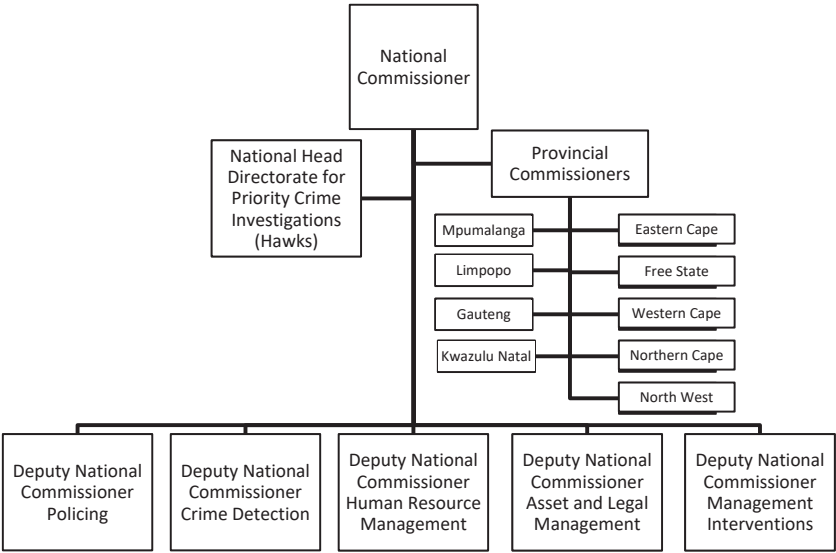 National
Commissioner
National Head
Directorate for
Priority Crime
Investigations
(Hawks)
Provincial
Commissioners
Mpumalanga
Eastern Cape
Limpopo
Free State
Gauteng
Western Cape
Kwazulu Natal
Northern Cape
North West
Deputy National
Commissioner
Policing
Deputy National
Commissioner
Crime Detection
Deputy National
Commissioner
Human Resource
Management
Deputy National
Commissioner
Asset and Legal
Management
Deputy National
Commissioner
Management
Interventions